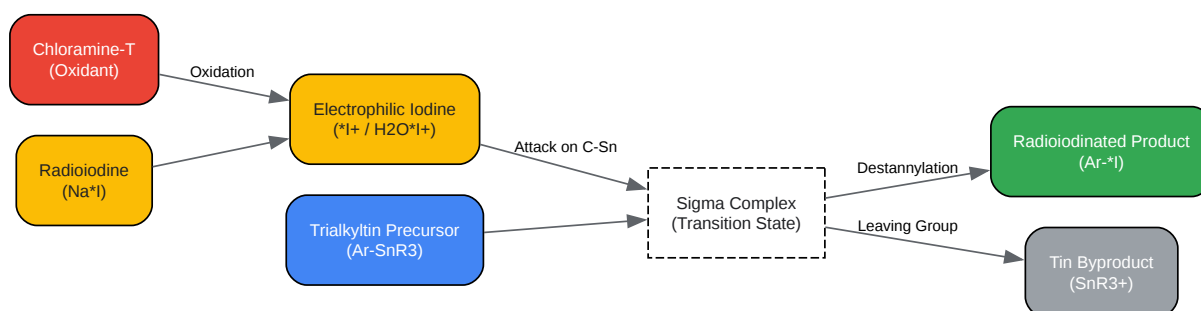 Chloramine-T
(Oxidant)
Oxidation
Radioiodine
(Na*I)
Electrophilic Iodine
(*I+ / H2O*I+)
Attack on C-Sn
Trialkyltin Precursor
(Ar-SnR3)
Sigma Complex
(Transition State)
Destannylation
Leaving Group
Radioiodinated Product
(Ar-*I)
Tin Byproduct
(SnR3+)